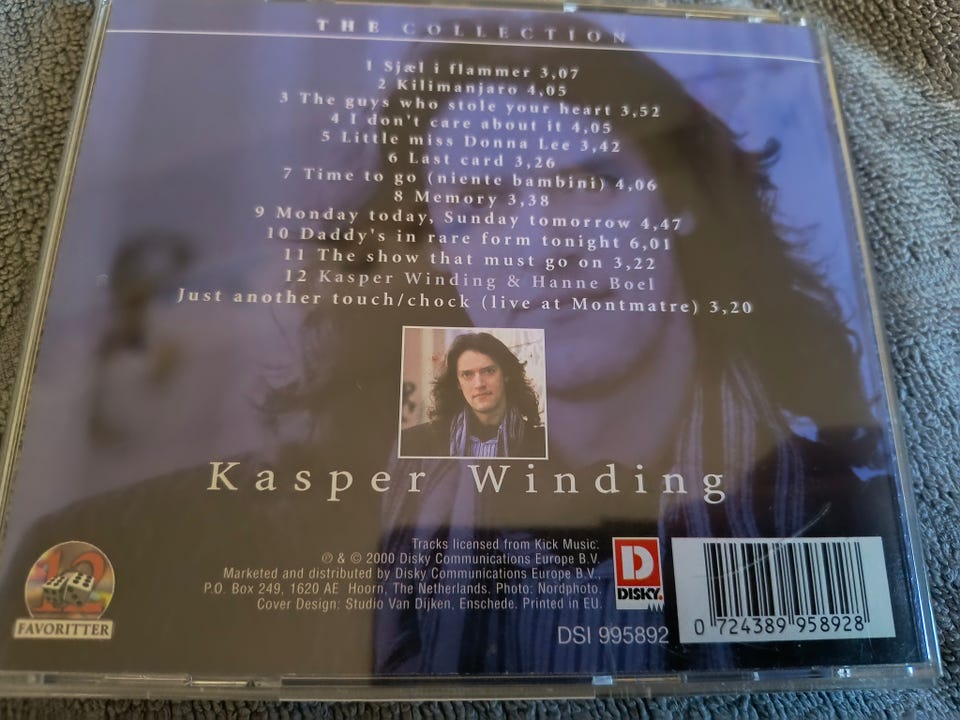 THE COLLECTION
1 Sjæl i flammer 3,07
2 Kilimanjaro 4,05
3 The guys who stole your heart 3,52
4 I don't care about it 4,05
5 Little miss Donna Lee 3,42
6 Last card 3,26
7 Time to go (niente bambini) 4,06
8 Memory 3,38
9 Monday today, Sunday tomorrow 4,47
10 Daddy's in rare form tonight 6,01
11 The show that must go on 3,22
12 Kasper Winding & Hanne Boel
Just another touch/chock (live at Montmatre) 3,20
Kasper Winding
12
FAVORITTER
Tracks licensed from Kick Music.
℗ & © 2000 Disky Communications Europe B.V.
Marketed and distributed by Disky Communications Europe B.V.,
P.O. Box 249, 1620 AE Hoorn, The Netherlands. Photo: Nordphoto.
Cover Design: Studio Van Dijken, Enschede. Printed in EU.
D
DISKY.
DSI 995892
0 724389 958928